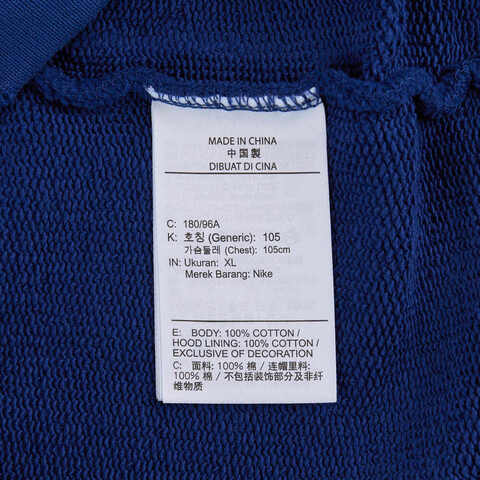 MADE IN CHINA
中国製
DIBUAT DI CINA
C: 180/96A
K: 호칭 (Generic): 105
가슴둘레 (Chest): 105cm
IN: Ukuran: XL
Merek Barang: Nike
E: BODY: 100% COTTON /
HOOD LINING: 100% COTTON /
EXCLUSIVE OF DECORATION
C: 面料: 100% 棉 / 连帽里料:
100% 棉 / 不包括装饰部分及非纤
维物质